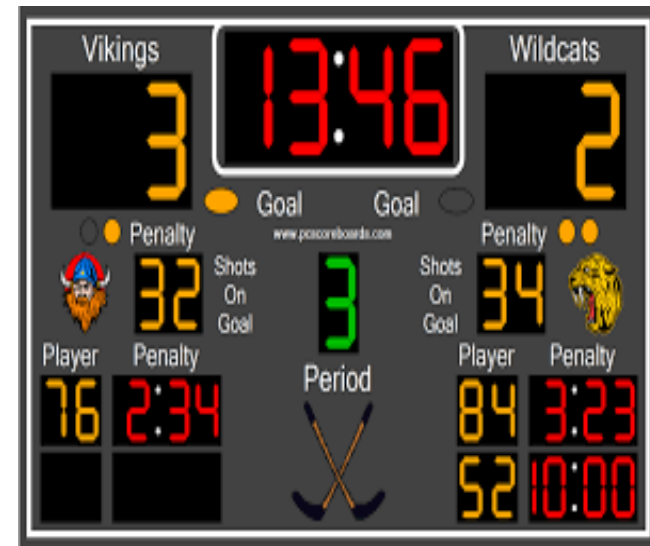 Vikings 13:46 Wildcats
3 2
Goal Goal
Penalty www.pcscoreboards.com Penalty
32 Shots On Goal 3 Shots On Goal 34
Player Penalty Period Player Penalty
76 2:34 84 3:23
52 10:00